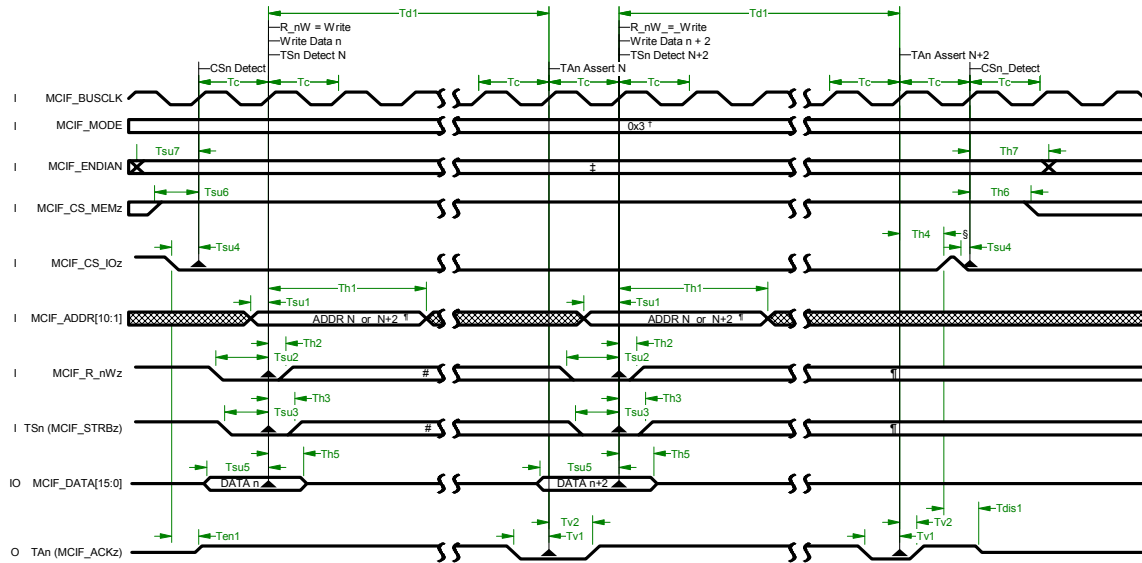 Td1 Td1
R_nW = Write R_nW_=_Write
Write Data n Write Data n + 2
TSn Detect N TSn Detect N+2
CSn Detect TAn Assert N TAn Assert N+2
CSn_Detect
Tc Tc Tc Tc Tc Tc Tc Tc
I MCIF_BUSCLK
I MCIF_MODE 0x3 †
Tsu7 Th7
I MCIF_ENDIAN ‡
Tsu6 Th6
I MCIF_CS_MEMz
Th4 §
Tsu4 Tsu4
I MCIF_CS_IOz
Th1 Th1
Tsu1 Tsu1
I MCIF_ADDR[10:1] ADDR N or N+2 ¶ ADDR N or N+2 ¶
Th2 Th2
Tsu2 Tsu2
I MCIF_R_nWz # ¶
Th3 Th3
Tsu3 Tsu3
I TSn (MCIF_STRBz) # ¶
Th5 Th5
Tsu5 Tsu5
IO MCIF_DATA[15:0] DATA n DATA n+2
Tdis1
Tv2 Tv2
Ten1 Tv1 Tv1
O TAn (MCIF_ACKz)